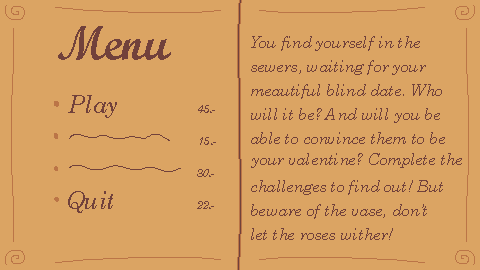 Menu
Play 45.-
15.-
30.-
Quit 22.-
You find yourself in the
sewers, waiting for your
meautiful blind date. Who
will it be? And will you be
able to convince them to be
your valentine? Complete the
challenges to find out! But
beware of the vase, don't
let the roses wither!